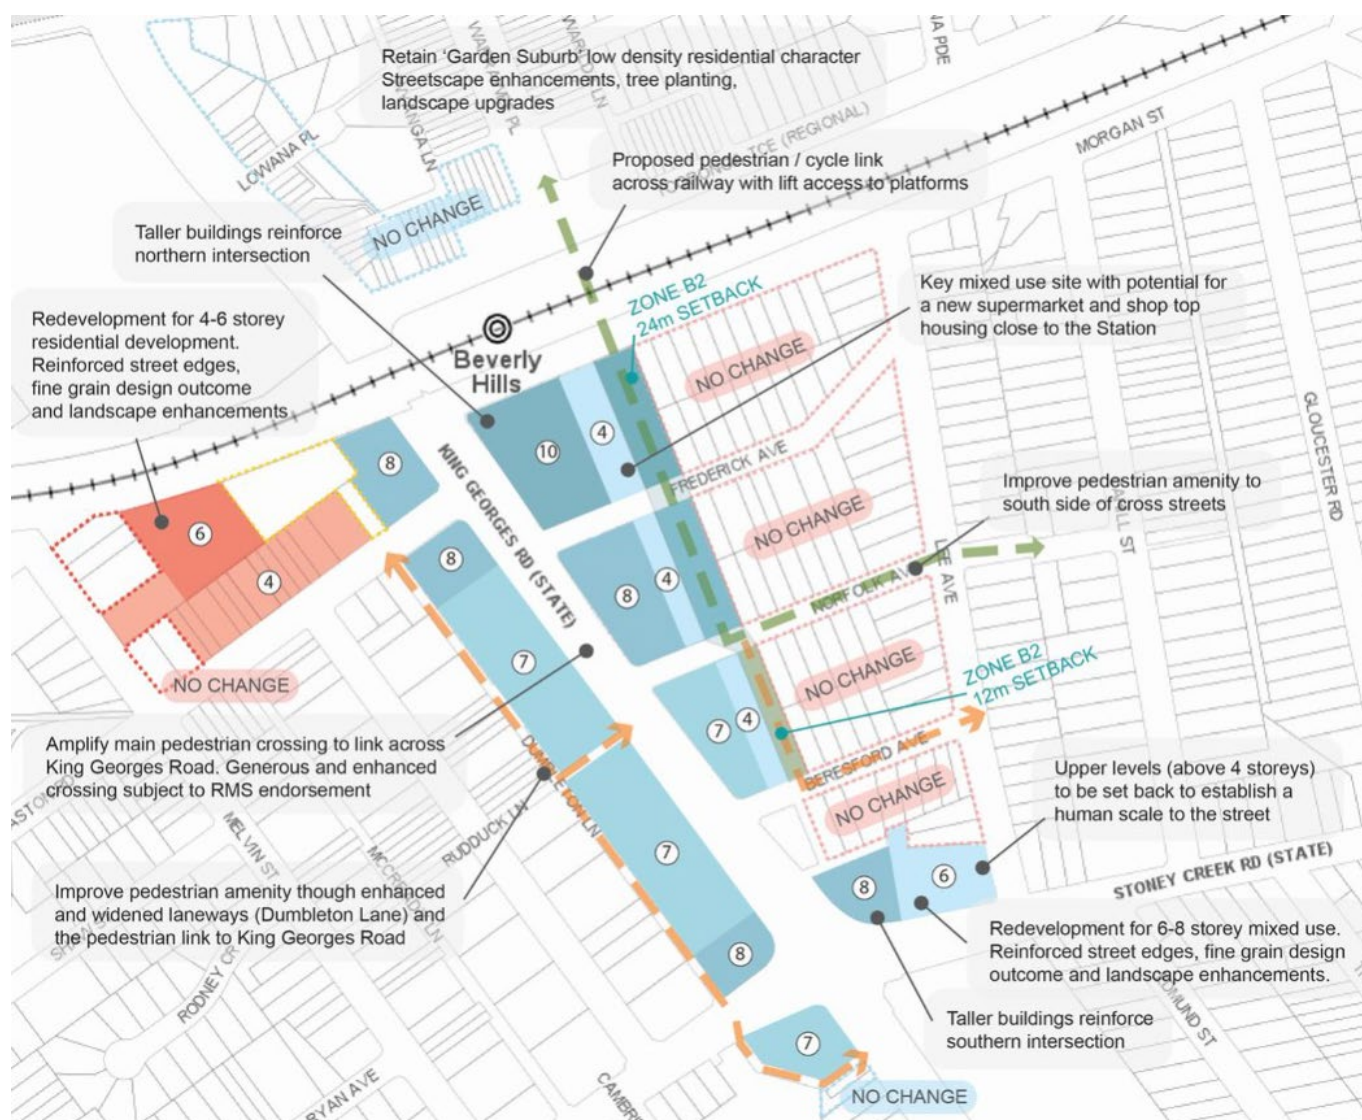 Retain ‘Garden Suburb’ low density residential character
Streetscape enhancements, tree planting,
landscape upgrades
NA PDE
MORGAN ST
(REGIONAL)
LOWANA PL
Proposed pedestrian / cycle link
across railway with lift access to platforms
NO CHANGE
Taller buildings reinforce
northern intersection
ZONE B2
24m SETBACK
Key mixed use site with potential for
a new supermarket and shop top
housing close to the Station
Redevelopment for 4-6 storey
residential development.
Reinforced street edges,
fine grain design outcome
and landscape enhancements
Beverly
Hills
NO CHANGE
GLOUCESTER RD
10
4
8
KING GEORGES RD (STATE)
FREDERICK AVE
Improve pedestrian amenity to
south side of cross streets
NO CHANGE
6
4
8
8
4
LEE AVE
NORFOLK AVE
7
NO CHANGE
ZONE B2
12m SETBACK
NO CHANGE
7
4
Amplify main pedestrian crossing to link across
King Georges Road. Generous and enhanced
crossing subject to RMS endorsement
DUMBLETON LN
BERESFORD AVE
NO CHANGE
Upper levels (above 4 storeys)
to be set back to establish a
human scale to the street
MELVIN ST
RUDDUCK LN
7
8
6
STONEY CREEK RD (STATE)
Improve pedestrian amenity though enhanced
and widened laneways (Dumbleton Lane) and
the pedestrian link to King Georges Road
Redevelopment for 6-8 storey mixed use.
Reinforced street edges, fine grain design
outcome and landscape enhancements.
8
RODNEY CR
Taller buildings reinforce
southern intersection
7
NO CHANGE
RYAN AVE
CAMBR